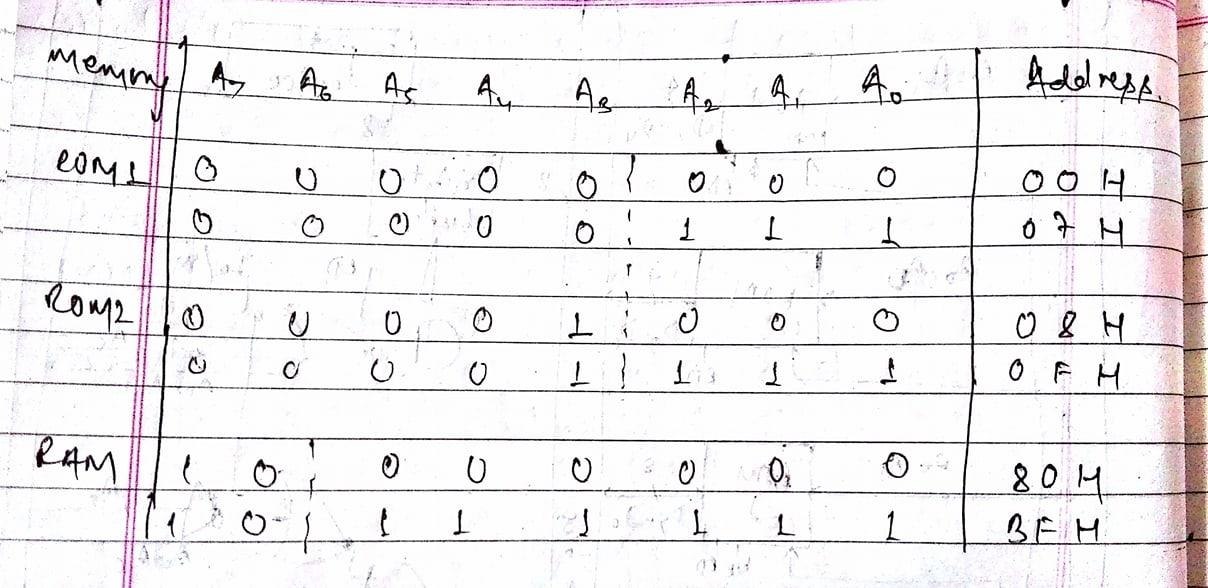 Memory A7 A6 A5 A4 A3 A2 A1 A0 Address.
ROM1 0 0 0 0 0 0 0 0 00H
0 0 0 0 0 1 1 1 07H
ROM2 0 0 0 0 1 0 0 0 08H
0 0 0 0 1 1 1 1 0FH
RAM 1 0 0 0 0 0 0 0 80H
1 0 1 1 1 1 1 1 BFH